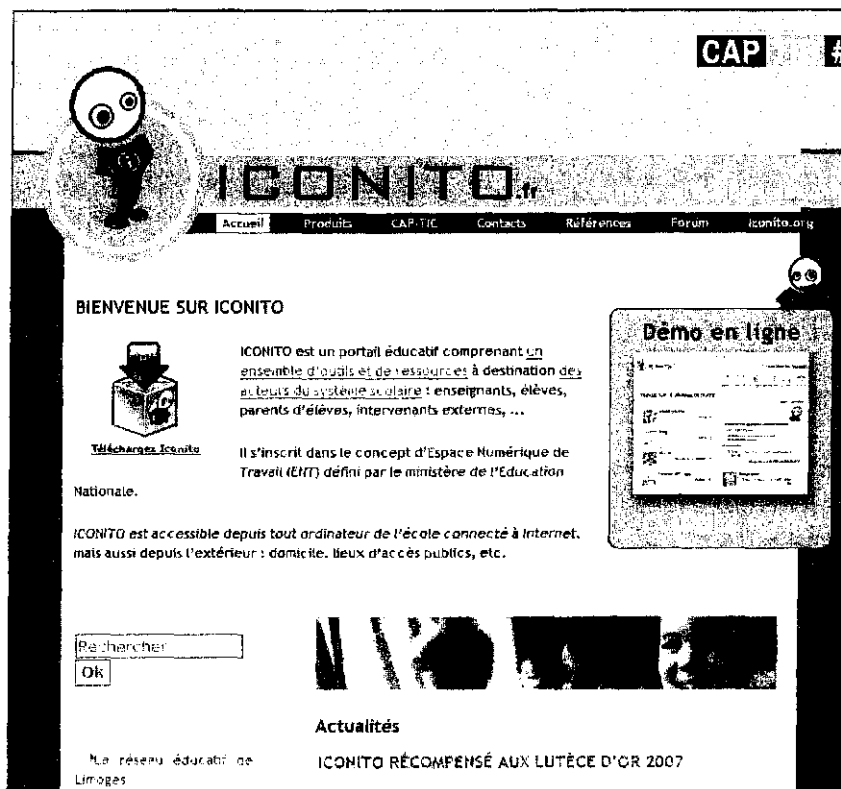 CAP
#
ICONITO.fr
Accueil Produits CAP-TIC Contacts Références Forum Iconito.org
BIENVENUE SUR ICONITO
Démo en ligne
ICONITO est un portail éducatif comprenant un
ensemble d'outils et de ressources à destination des
acteurs du système scolaire : enseignants, élèves,
parents d'élèves, intervenants externes, ...
Téléchargez Iconito
Il s'inscrit dans le concept d'Espace Numérique de
Travail (ENT) défini par le ministère de l'Education
Nationale.
ICONITO est accessible depuis tout ordinateur de l'école connecté à Internet,
mais aussi depuis l'extérieur : domicile, lieux d'accès publics, etc.
Rechercher
Ok
Actualités
"Le réseau éducatif de
Limoges
ICONITO RÉCOMPENSÉ AUX LUTÈCE D'OR 2007